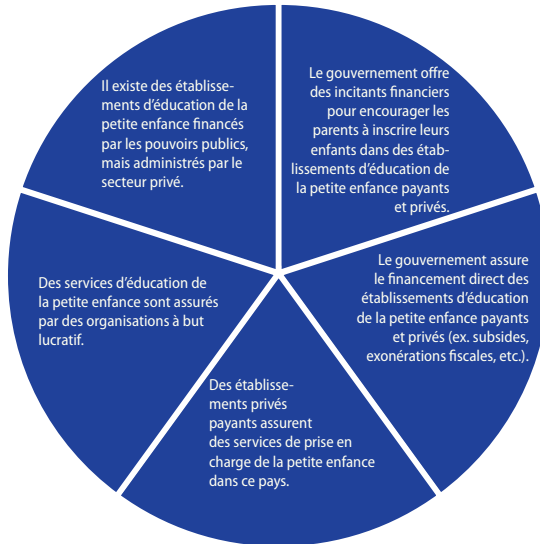 Il existe des établisse-
ments d'éducation de la
petite enfance financés
par les pouvoirs publics,
mais administrés par le
secteur privé.
Le gouvernement offre
des incitants financiers
pour encourager les
parents à inscrire leurs
enfants dans des étab-
lissements d'éducation de
la petite enfance payants
et privés.
Le gouvernement assure
le financement direct des
établissements d'éducation
de la petite enfance payants
et privés (ex. subsides,
exonérations fiscales, etc.).
Des établisse-
ments privés
payants assurent
des services de prise en
charge de la petite enfance
dans ce pays.
Des services d'éducation de
la petite enfance sont assurés
par des organisations à but
lucratif.